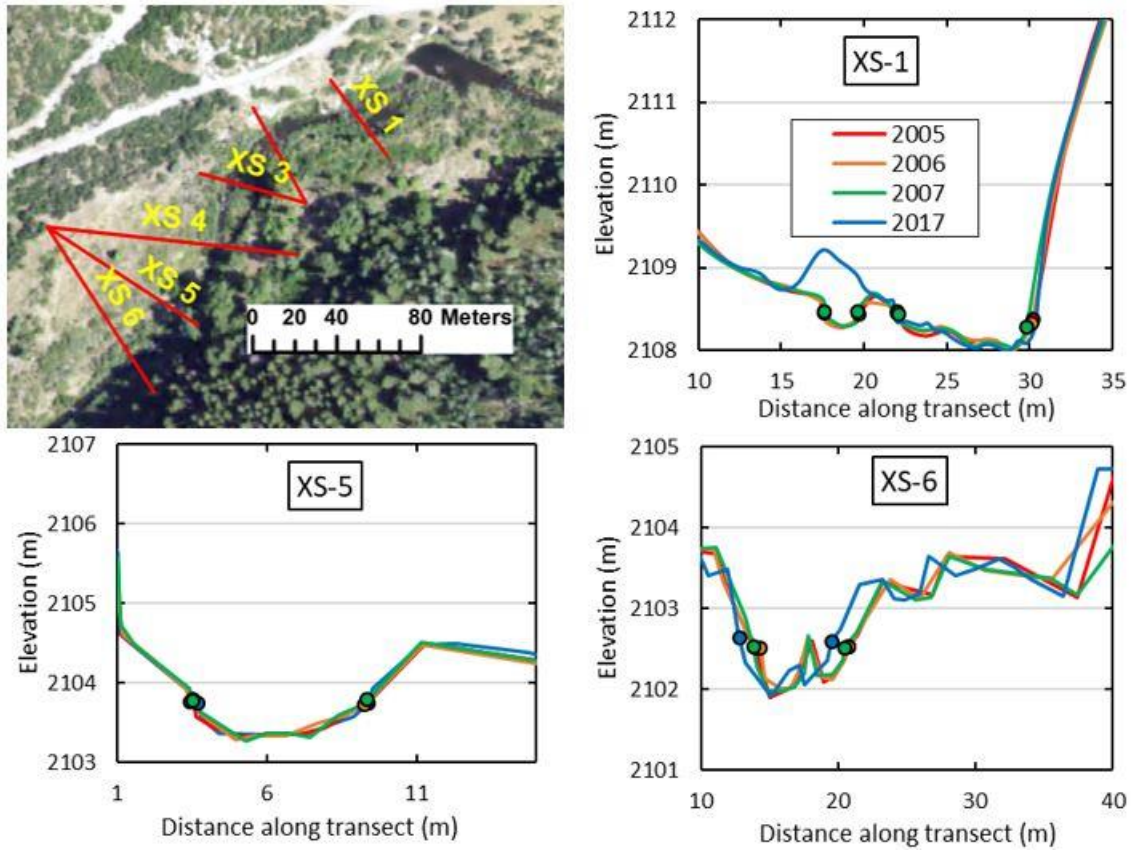 XS 1
XS 3
XS 4
XS 5
XS 6
0 20 40 80 Meters
XS-1
2005
2006
2007
2017
Elevation (m)
2112
2111
2110
2109
2108
10 15 20 25 30 35
Distance along transect (m)
XS-5
Elevation (m)
2107
2106
2105
2104
2103
1 6 11
Distance along transect (m)
XS-6
Elevation (m)
2105
2104
2103
2102
2101
10 20 30 40
Distance along transect (m)